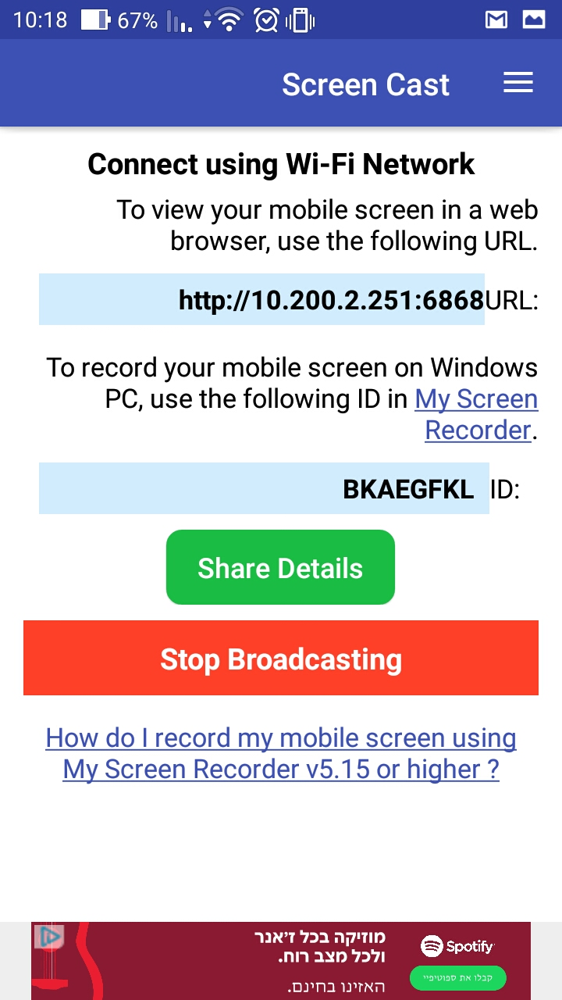 10:18 67%
Screen Cast
Connect using Wi-Fi Network
To view your mobile screen in a web
browser, use the following URL.
http://10.200.2.251:6868 URL:
To record your mobile screen on Windows
PC, use the following ID in My Screen
Recorder.
BKAEGFKL ID:
Share Details
Stop Broadcasting
How do I record my mobile screen using
My Screen Recorder v5.15 or higher ?
מוזיקה בכל ז'אנר
ולכל מצב רוח.
האזינו בחינם.
Spotify
קבלו את ספוטיפיי